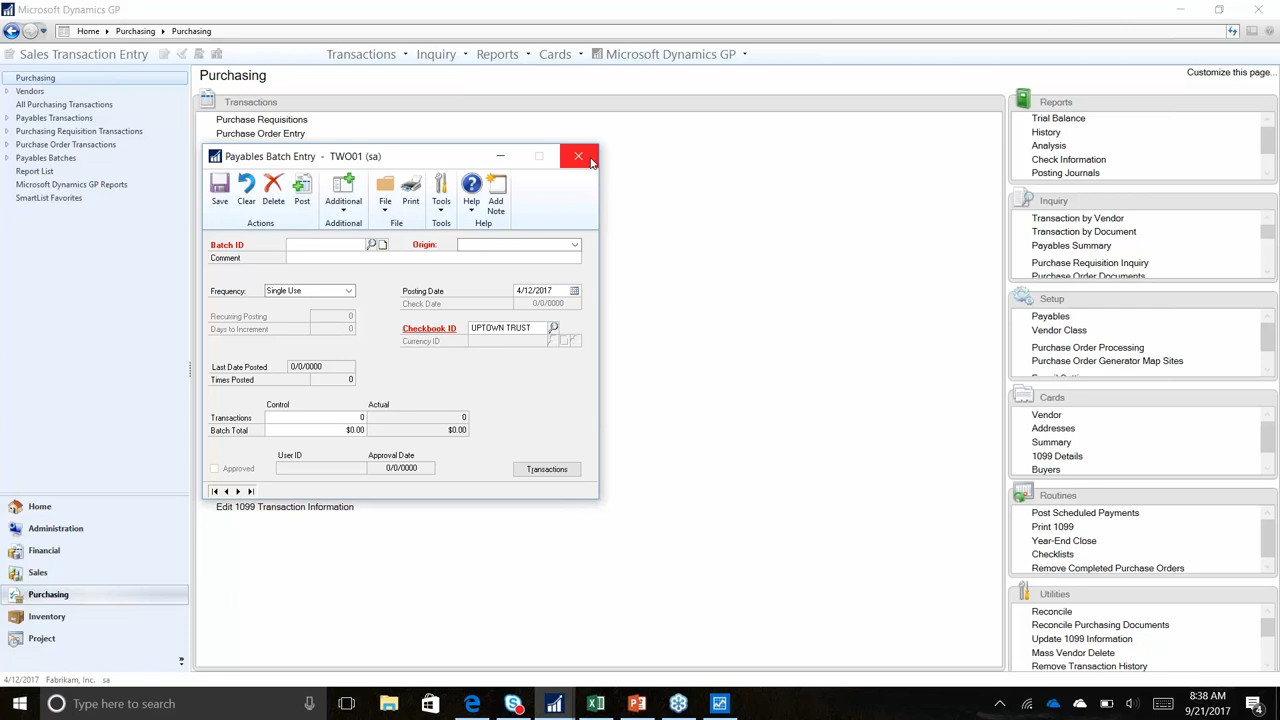 Microsoft Dynamics GP
Home Purchasing Purchasing
Sales Transaction Entry
Transactions Inquiry Reports Cards Microsoft Dynamics GP
Purchasing
Vendors
All Purchasing Transactions
Payables Transactions
Purchasing Requisition Transactions
Purchase Order Transactions
Payables Batches
Report List
Microsoft Dynamics GP Reports
SmartList Favorites
Home
Administration
Financial
Sales
Purchasing
Inventory
Project
Purchasing
Customize this page...
Transactions
Purchase Requisitions
Purchase Order Entry
Payables Batch Entry - TWO01 (sa)
Save Clear Delete Post Additional File Print Tools Help Add Note
Actions Additional File Tools Help
Batch ID Origin:
Comment
Frequency: Single Use Posting Date 4/12/2017
Check Date 0/0/0000
Recurring Posting 0 Checkbook ID UPTOWN TRUST
Days to Increment 0 Currency ID
Last Date Posted 0/0/0000
Times Posted 0
Control Actual
Transactions 0 0
Batch Total $0.00 $0.00
User ID Approval Date
Approved 0/0/0000 Transactions
Edit 1099 Transaction Information
Reports
Trial Balance
History
Analysis
Check Information
Posting Journals
Inquiry
Transaction by Vendor
Transaction by Document
Payables Summary
Purchase Requisition Inquiry
Purchase Order Documents
Setup
Payables
Vendor Class
Purchase Order Processing
Purchase Order Generator Map Sites
Cards
Vendor
Addresses
Summary
1099 Details
Buyers
Routines
Post Scheduled Payments
Print 1099
Year-End Close
Checklists
Remove Completed Purchase Orders
Utilities
Reconcile
Reconcile Purchasing Documents
Update 1099 Information
Mass Vendor Delete
Remove Transaction History
4/12/2017 Fabrikam, Inc. sa
Type here to search
8:38 AM
9/21/2017
4